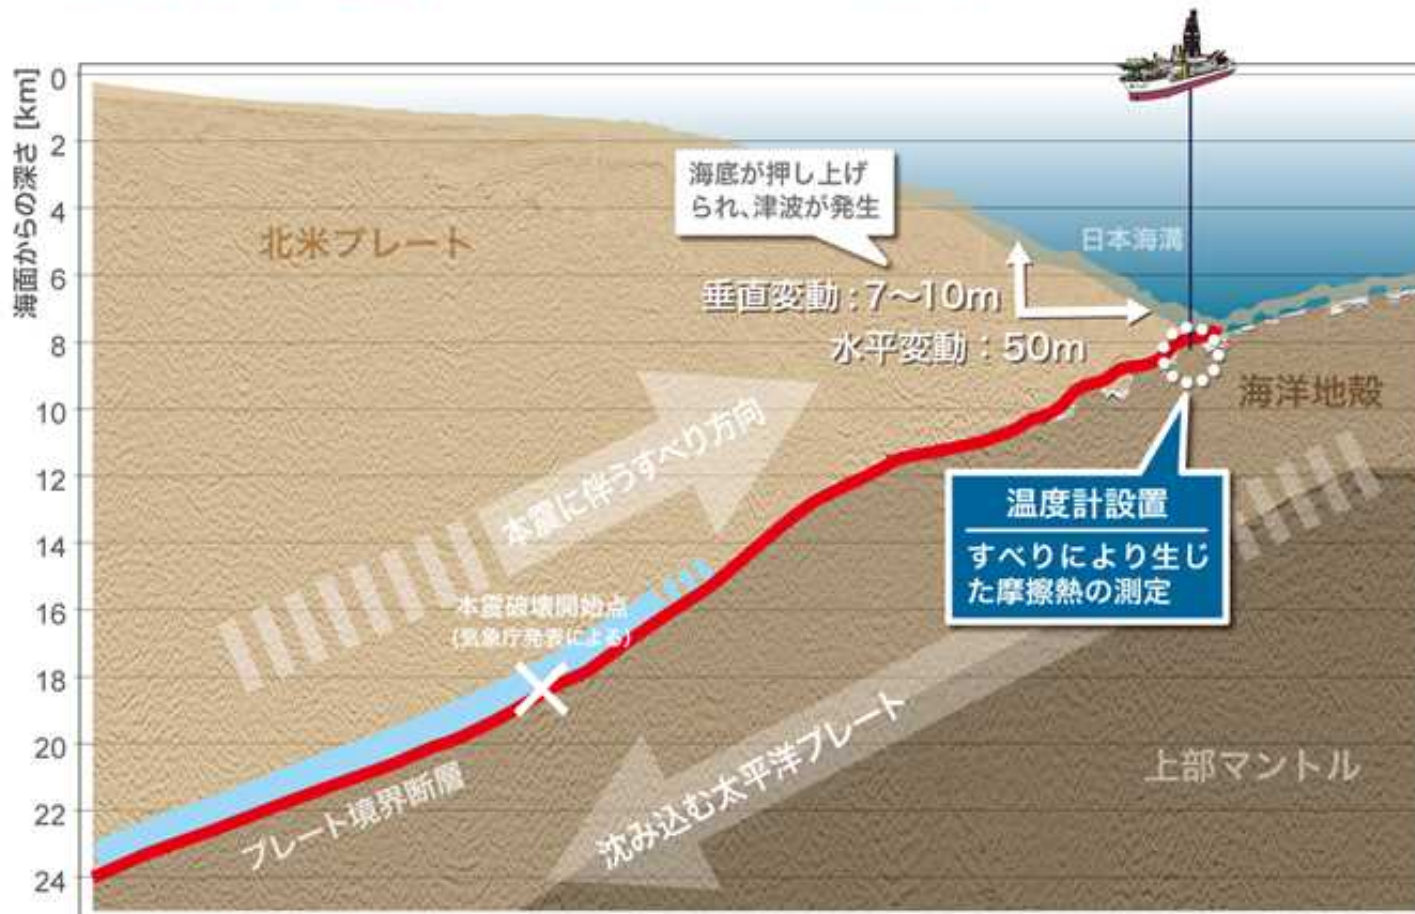 海面からの深さ [km]
0
2
4
6
8
10
12
14
16
18
20
22
24
北米プレート
海底が押し上げ
られ、津波が発生
日本海溝
垂直変動:7〜10m
水平変動:50m
海洋地殻
本震に伴うすべり方向
温度計設置
すべりにより生じ
た摩擦熱の測定
本震破壊開始点
(気象庁発表による)
プレート境界断層
沈み込む太平洋プレート
上部マントル